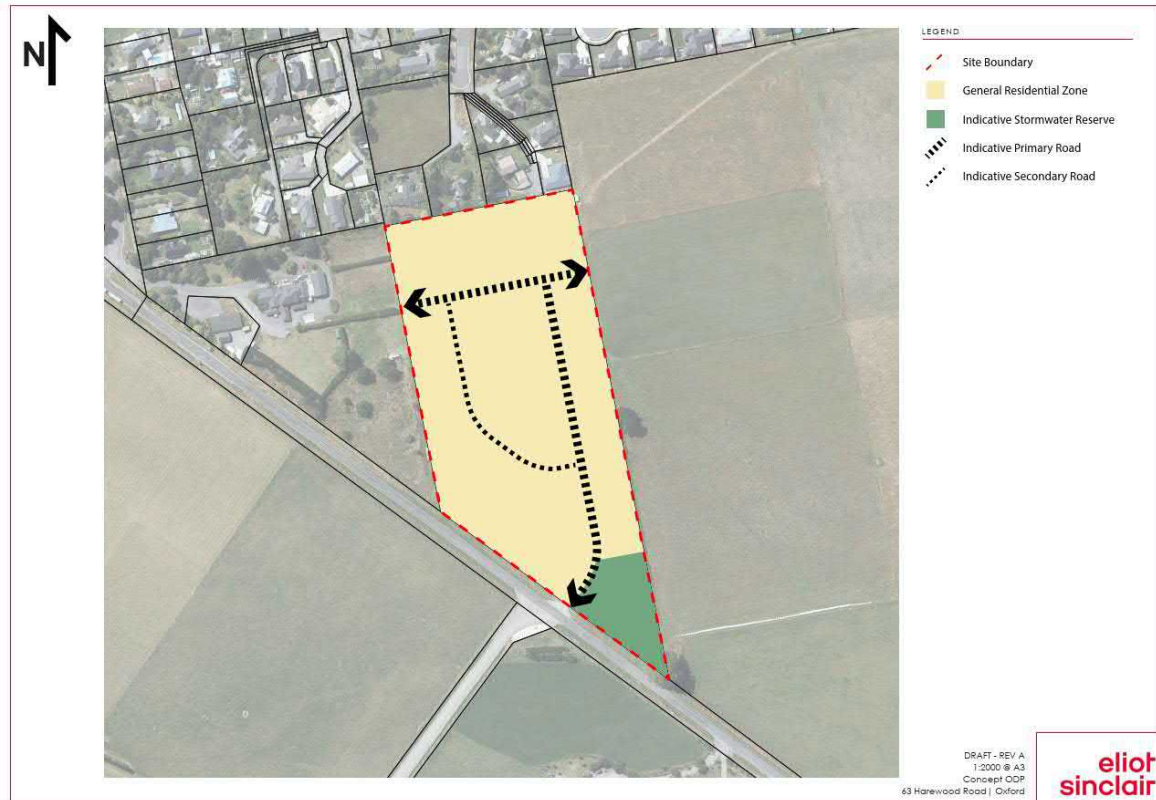 N
LEGEND
Site Boundary
General Residential Zone
Indicative Stormwater Reserve
Indicative Primary Road
Indicative Secondary Road
DRAFT - REV A
1:2000 @ A3
Concept ODP
63 Harewood Road | Oxford
eliot
sinclair